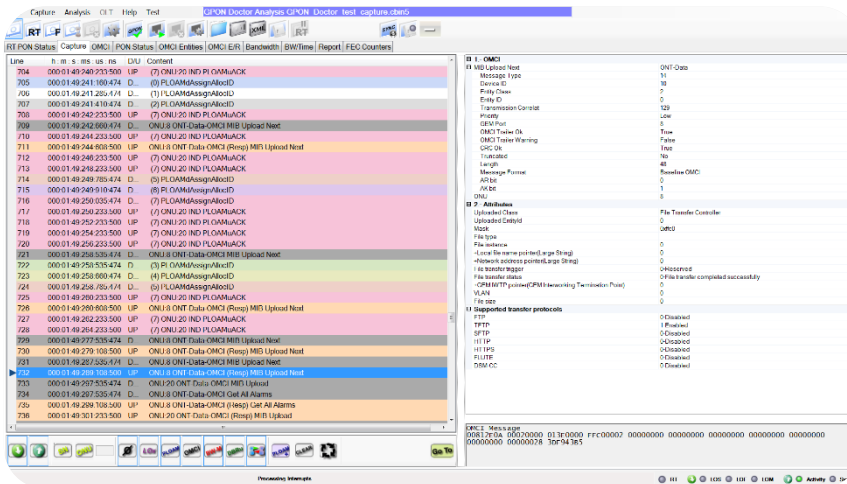 Capture Analysis OLT Help Test GPON Doctor Analysis GPON_Doctor_test_capture.cbin5
RT PON Status Capture OMCI PON Status OMCI Entities OMCI E/R Bandwidth BW/Time Report FEC Counters
Line h : m : s : ms : us : ns D/U Content
704 000:01:49:240:233:500 UP (7) ONU:20 IND PLOAMuACK
705 000:01:49:241:160:474 D... (0) PLOAMdAssignAllocID
706 000:01:49:241:285:474 D... (1) PLOAMdAssignAllocID
707 000:01:49:241:410:474 D... (2) PLOAMdAssignAllocID
708 000:01:49:242:233:500 UP (7) ONU:20 IND PLOAMuACK
709 000:01:49:242:660:474 D... ONU:8 ONT-Data-OMCI MIB Upload Next
710 000:01:49:244:233:500 UP (7) ONU:20 IND PLOAMuACK
711 000:01:49:244:608:500 UP ONU:8 ONT-Data-OMCI (Resp) MIB Upload Next
712 000:01:49:246:233:500 UP (7) ONU:20 IND PLOAMuACK
713 000:01:49:248:233:500 UP (7) ONU:20 IND PLOAMuACK
714 000:01:49:249:785:474 D... (5) PLOAMdAssignAllocID
715 000:01:49:249:910:474 D... (6) PLOAMdAssignAllocID
716 000:01:49:250:035:474 D... (7) PLOAMdAssignAllocID
717 000:01:49:250:233:500 UP (7) ONU:20 IND PLOAMuACK
718 000:01:49:252:233:500 UP (7) ONU:20 IND PLOAMuACK
719 000:01:49:254:233:500 UP (7) ONU:20 IND PLOAMuACK
720 000:01:49:256:233:500 UP (7) ONU:20 IND PLOAMuACK
721 000:01:49:258:535:474 D... ONU:8 ONT-Data-OMCI MIB Upload Next
722 000:01:49:258:535:474 D... (3) PLOAMdAssignAllocID
723 000:01:49:258:660:474 D... (4) PLOAMdAssignAllocID
724 000:01:49:258:785:474 D... (5) PLOAMdAssignAllocID
725 000:01:49:260:233:500 UP (7) ONU:20 IND PLOAMuACK
726 000:01:49:260:608:500 UP ONU:8 ONT-Data-OMCI (Resp) MIB Upload Next
727 000:01:49:262:233:500 UP (7) ONU:20 IND PLOAMuACK
728 000:01:49:264:233:500 UP (7) ONU:20 IND PLOAMuACK
729 000:01:49:277:535:474 D... ONU:8 ONT-Data-OMCI MIB Upload Next
730 000:01:49:279:108:500 UP ONU:8 ONT-Data-OMCI (Resp) MIB Upload Next
731 000:01:49:287:535:474 D... ONU:8 ONT-Data-OMCI MIB Upload Next
732 000:01:49:289:108:500 UP ONU:8 ONT-Data-OMCI (Resp) MIB Upload Next
733 000:01:49:297:535:474 D... ONU:20 ONT-Data-OMCI MIB Upload
734 000:01:49:297:535:474 D... ONU:8 ONT-Data-OMCI Get All Alarms
735 000:01:49:299:108:500 UP ONU:8 ONT-Data-OMCI (Resp) Get All Alarms
736 000:01:49:301:233:500 UP ONU:20 ONT-Data-OMCI (Resp) MIB Upload
1.- OMCI
MIB Upload Next ONT-Data
Message Type 14
Device ID 10
Entity Class 2
Entity ID 0
Transmission Correlat 129
Priority Low
GEM Port 8
OMCI Trailer Ok True
OMCI Trailer Warning False
CRC Ok True
Truncated No
Length 48
Message Format Baseline OMCI
AR bit 0
AK bit 1
ONU 8
2.- Attributes
Uploaded Class File Transfer Controller
Uploaded EntityId 0
Mask 0xffc0
File type
File instance 0
-Local file name pointer(Large String) 0
-Network address pointer(Large String) 0
File transfer trigger 0-Reserved
File transfer status 0-File transfer completed successfully
-GEM IWTP pointer(GEM Interworking Termination Point) 0
VLAN 0
File size 0
Supported transfer protocols
FTP 0-Disabled
TFTP 1-Enabled
SFTP 0-Disabled
HTTP 0-Disabled
HTTPS 0-Disabled
FLUTE 0-Disabled
DSM-CC 0-Disabled
OMCI Message
00812E0A 00020000 013E0000 FFC00002 00000000 00000000 00000000 00000000 00000000
00000000 00000028 3DF943B5
Go To
Processing Interrupts
LOS LOI LOM Activity